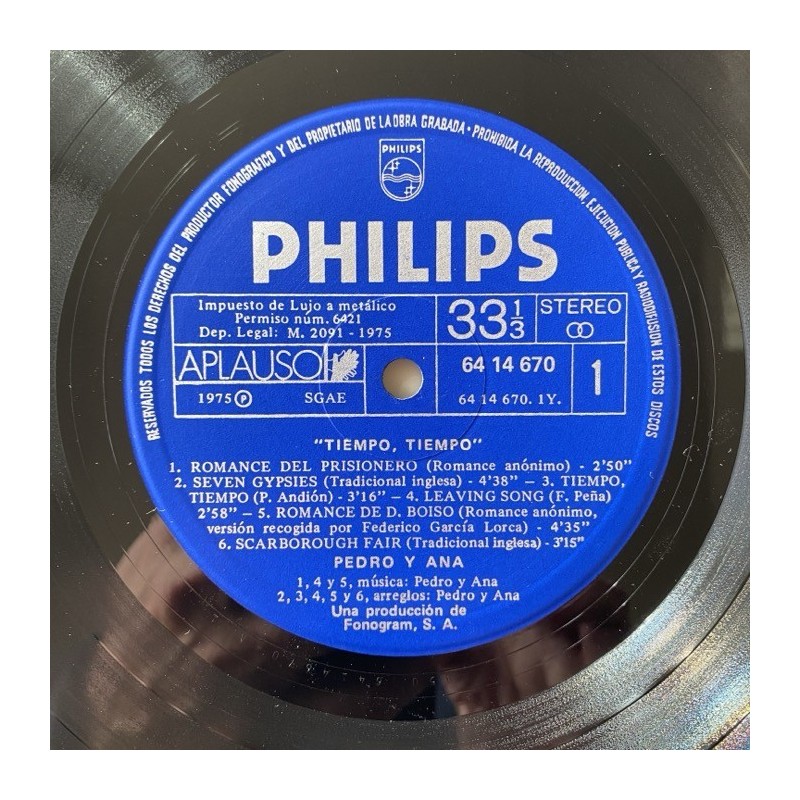 RESERVADOS TODOS LOS DERECHOS DEL PRODUCTOR FONOGRAFICO Y DEL PROPIETARIO DE LA OBRA GRABADA • PROHIBIDA LA REPRODUCCION, EJECUCION PUBLICA Y RADIODIFUSION DE ESTOS DISCOS
PHILIPS
PHILIPS
Impuesto de Lujo a metálico
Permiso núm. 6421
Dep. Legal: M. 2091 - 1975
33 1/3
STEREO
APLAUSO
1975 Ⓟ SGAE
64 14 670
64 14 670. 1Y.
1
"TIEMPO, TIEMPO"
1. ROMANCE DEL PRISIONERO (Romance anónimo) - 2'50"
2. SEVEN GYPSIES (Tradicional inglesa) - 4'38" - 3. TIEMPO,
TIEMPO (P. Andión) - 3'16" - 4. LEAVING SONG (F. Peña)
2'58" - 5. ROMANCE DE D. BOISO (Romance anónimo,
versión recogida por Federico García Lorca) - 4'35"
6. SCARBOROUGH FAIR (Tradicional inglesa) - 3'15"
PEDRO Y ANA
1, 4 y 5, música: Pedro y Ana
2, 3, 4, 5 y 6, arreglos: Pedro y Ana
Una producción de
Fonogram, S. A.